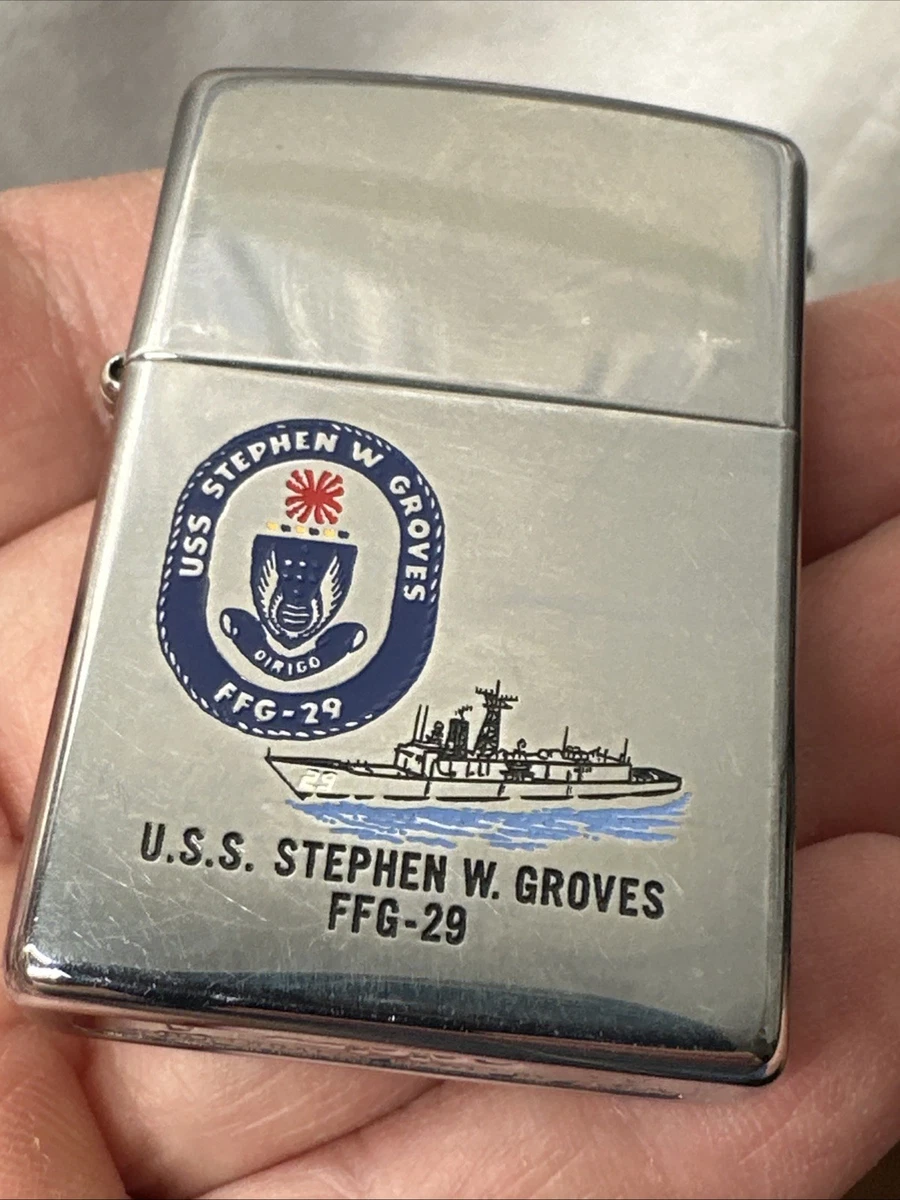 USS STEPHEN W GROVES
DIRIGO
FFG-29
29
U.S.S. STEPHEN W. GROVES
FFG-29